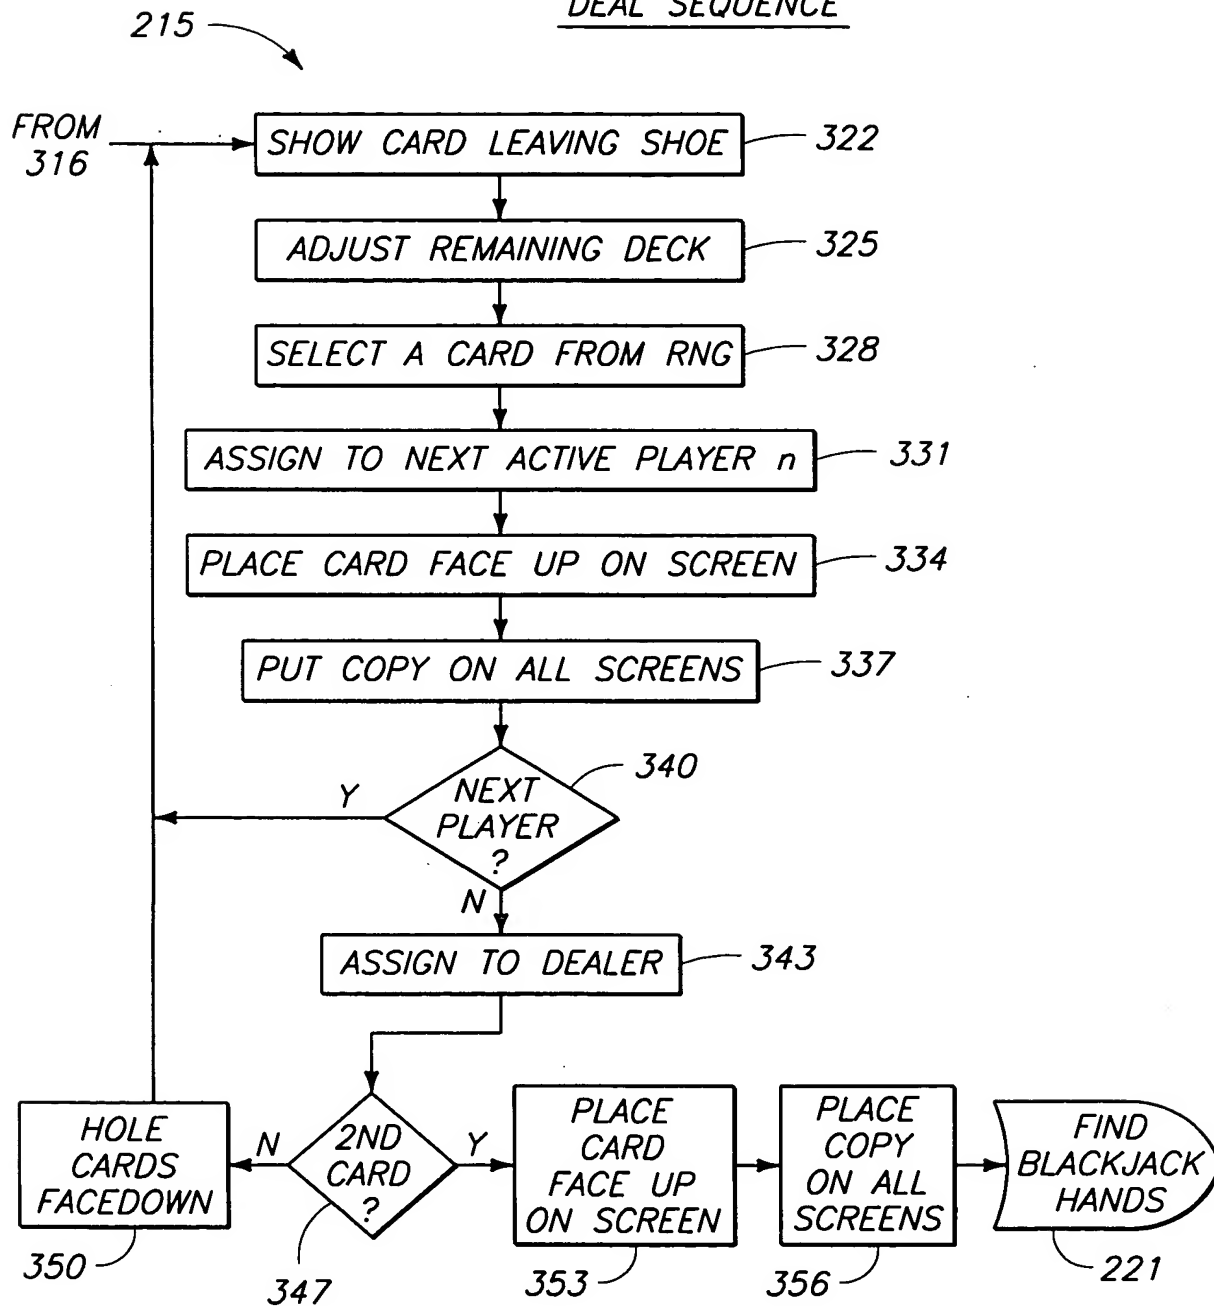 DEAL SEQUENCE
215
FROM
316
SHOW CARD LEAVING SHOE
322
ADJUST REMAINING DECK
325
SELECT A CARD FROM RNG
328
ASSIGN TO NEXT ACTIVE PLAYER n
331
PLACE CARD FACE UP ON SCREEN
334
PUT COPY ON ALL SCREENS
337
NEXT
PLAYER
?
340
Y
N
ASSIGN TO DEALER
343
HOLE
CARDS
FACEDOWN
350
N
2ND
CARD
?
347
Y
PLACE
CARD
FACE UP
ON SCREEN
353
PLACE
COPY
ON ALL
SCREENS
356
FIND
BLACKJACK
HANDS
221